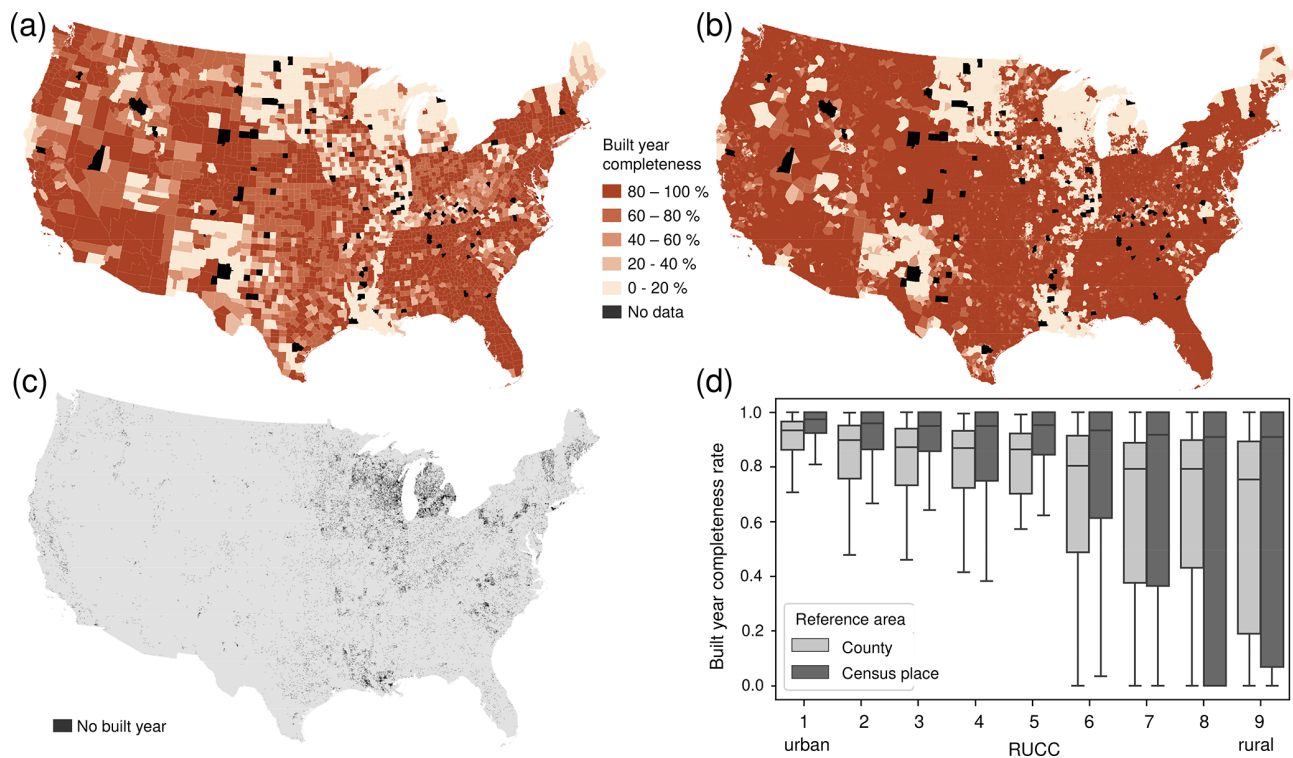 (a)
(b)
Built year
completeness
80 – 100 %
60 – 80 %
40 – 60 %
20 - 40 %
0 - 20 %
No data
(c)
No built year
(d)
Built year completeness rate
1.0
0.8
0.6
0.4
0.2
0.0
Reference area
County
Census place
1 2 3 4 5 6 7 8 9
urban RUCC rural